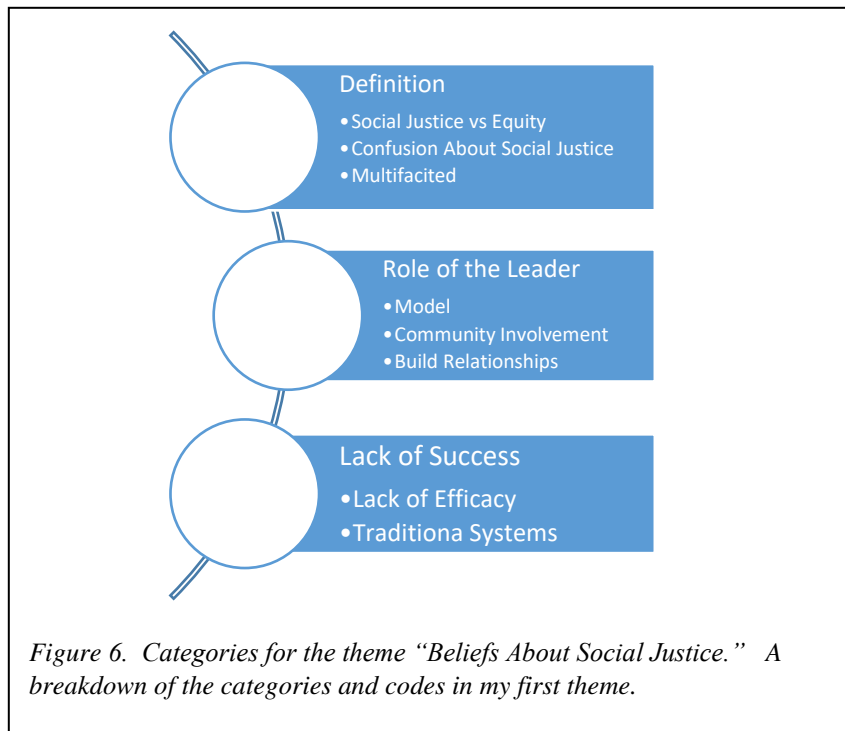 Definition
•Social Justice vs Equity
•Confusion About Social Justice
•Multifacited
Role of the Leader
•Model
•Community Involvement
•Build Relationships
Lack of Success
•Lack of Efficacy
•Traditiona Systems
Figure 6. Categories for the theme “Beliefs About Social Justice.” A
breakdown of the categories and codes in my first theme.